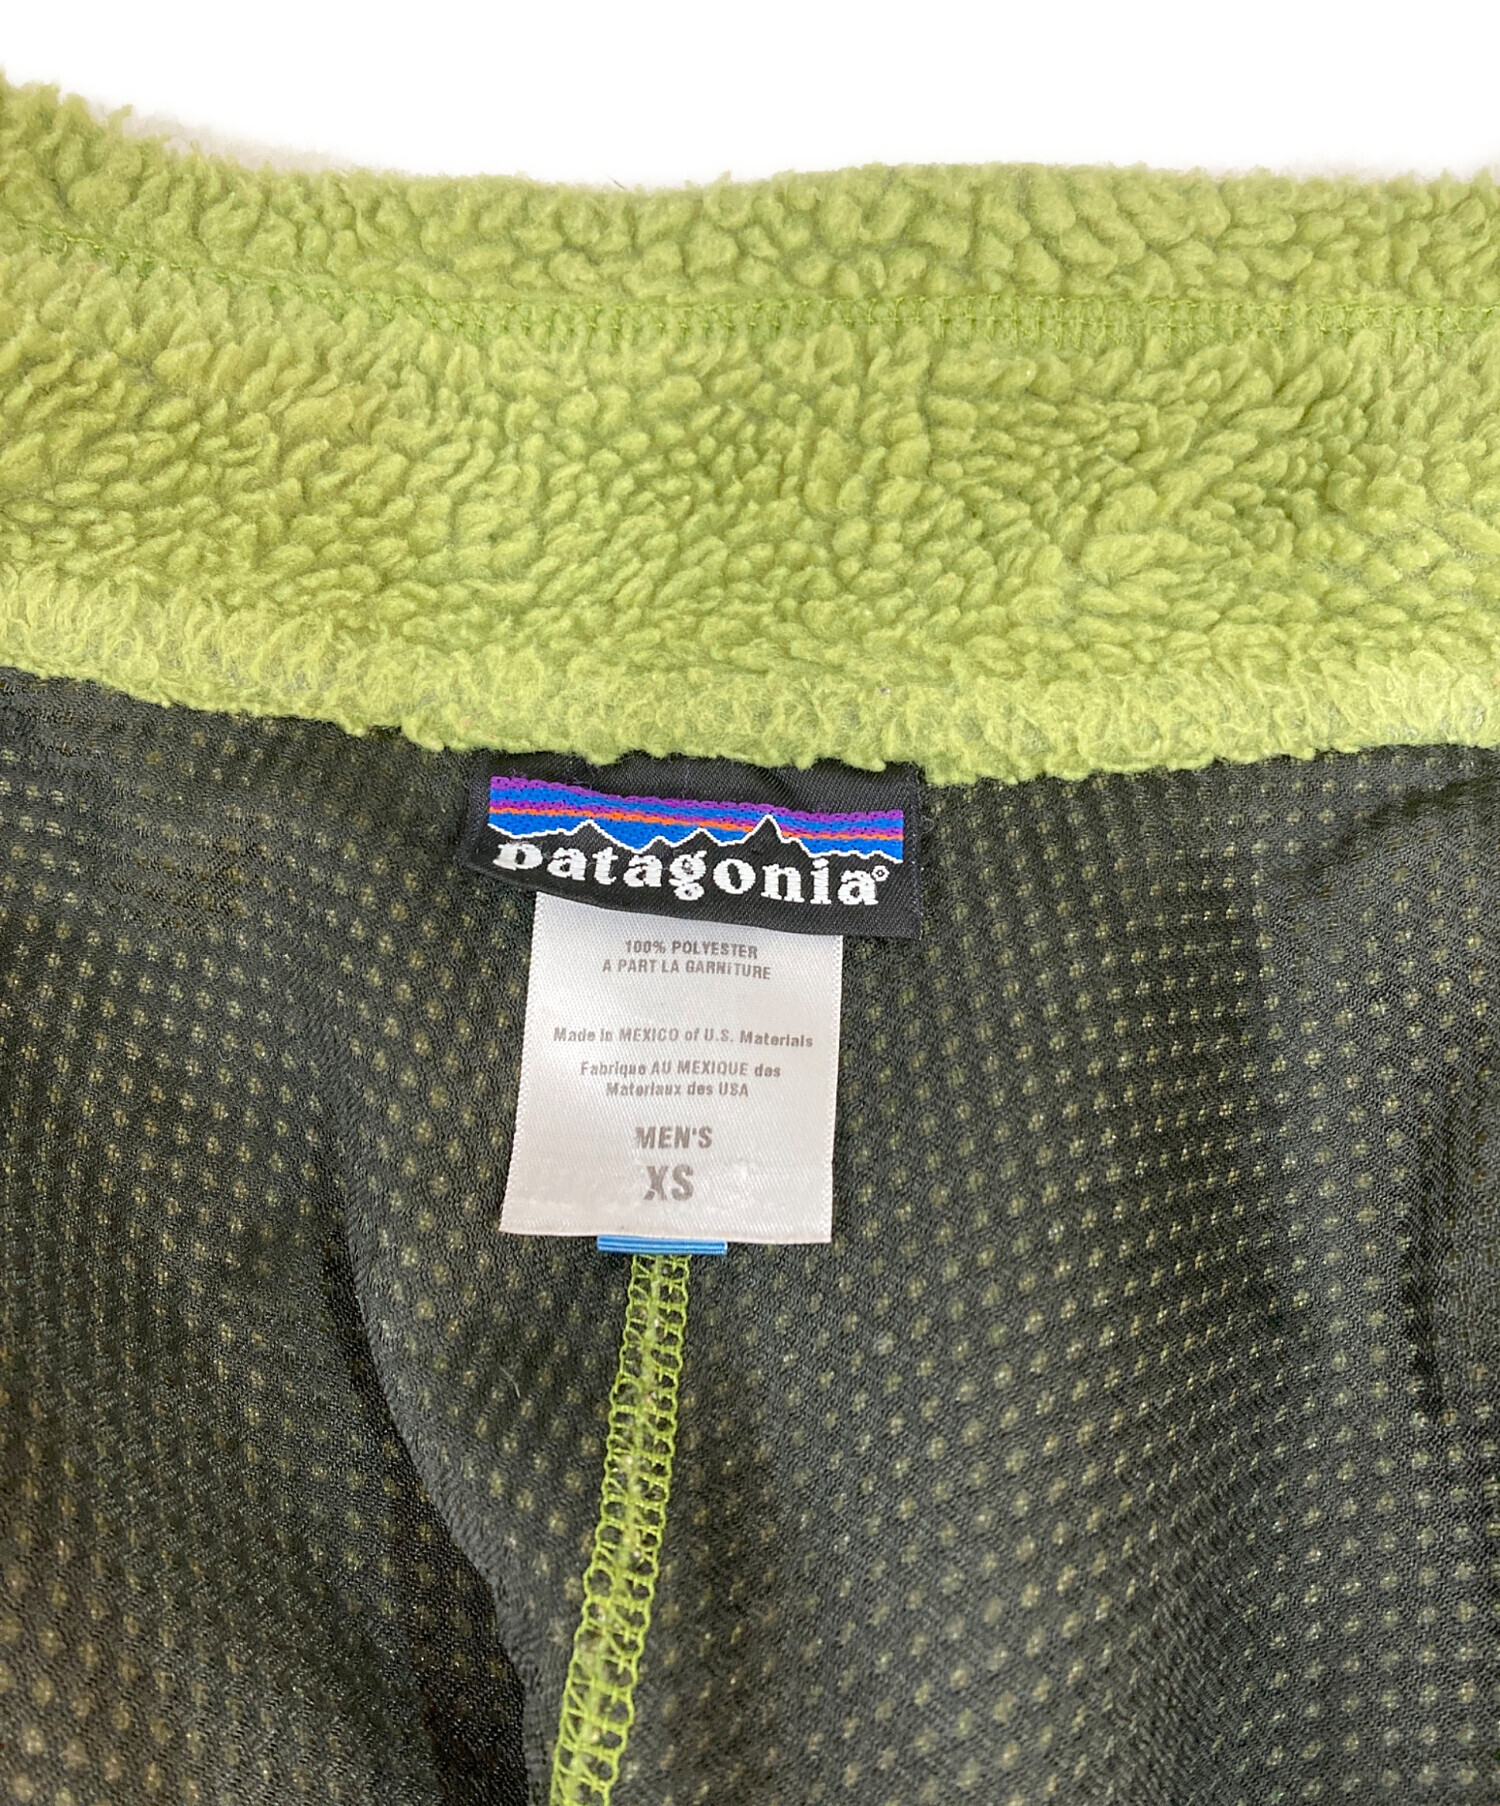 patagonia®
100% POLYESTER
A PART LA GARNITURE
Made in MEXICO of U.S. Materials
Fabriqué AU MEXIQUE des
Materiaux des USA
MEN'S
XS